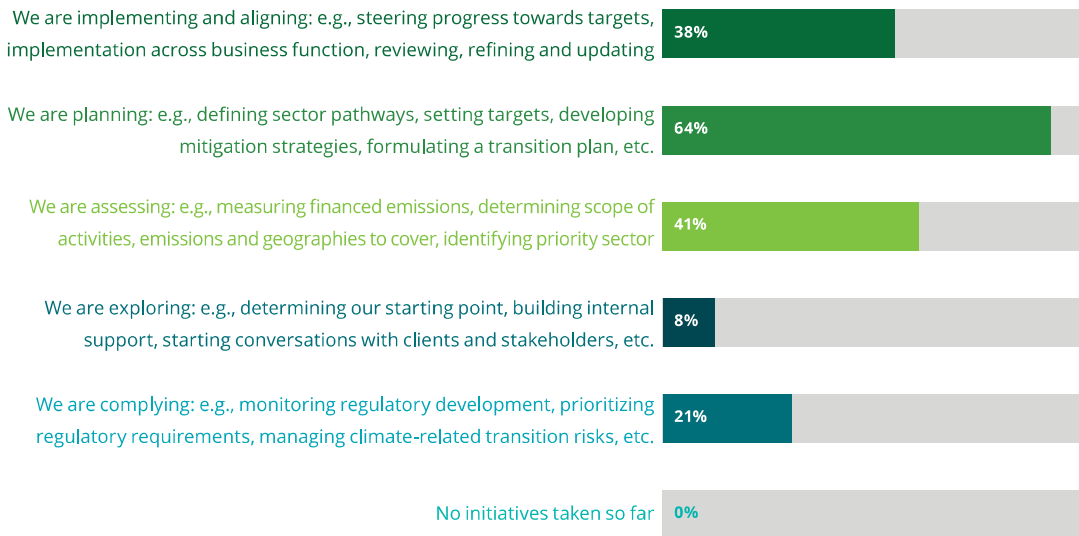 We are implementing and aligning: e.g., steering progress towards targets,
implementation across business function, reviewing, refining and updating
38%
We are planning: e.g., defining sector pathways, setting targets, developing
mitigation strategies, formulating a transition plan, etc.
64%
We are assessing: e.g., measuring financed emissions, determining scope of
activities, emissions and geographies to cover, identifying priority sector
41%
We are exploring: e.g., determining our starting point, building internal
support, starting conversations with clients and stakeholders, etc.
8%
We are complying: e.g., monitoring regulatory development, prioritizing
regulatory requirements, managing climate-related transition risks, etc.
21%
No initiatives taken so far
0%